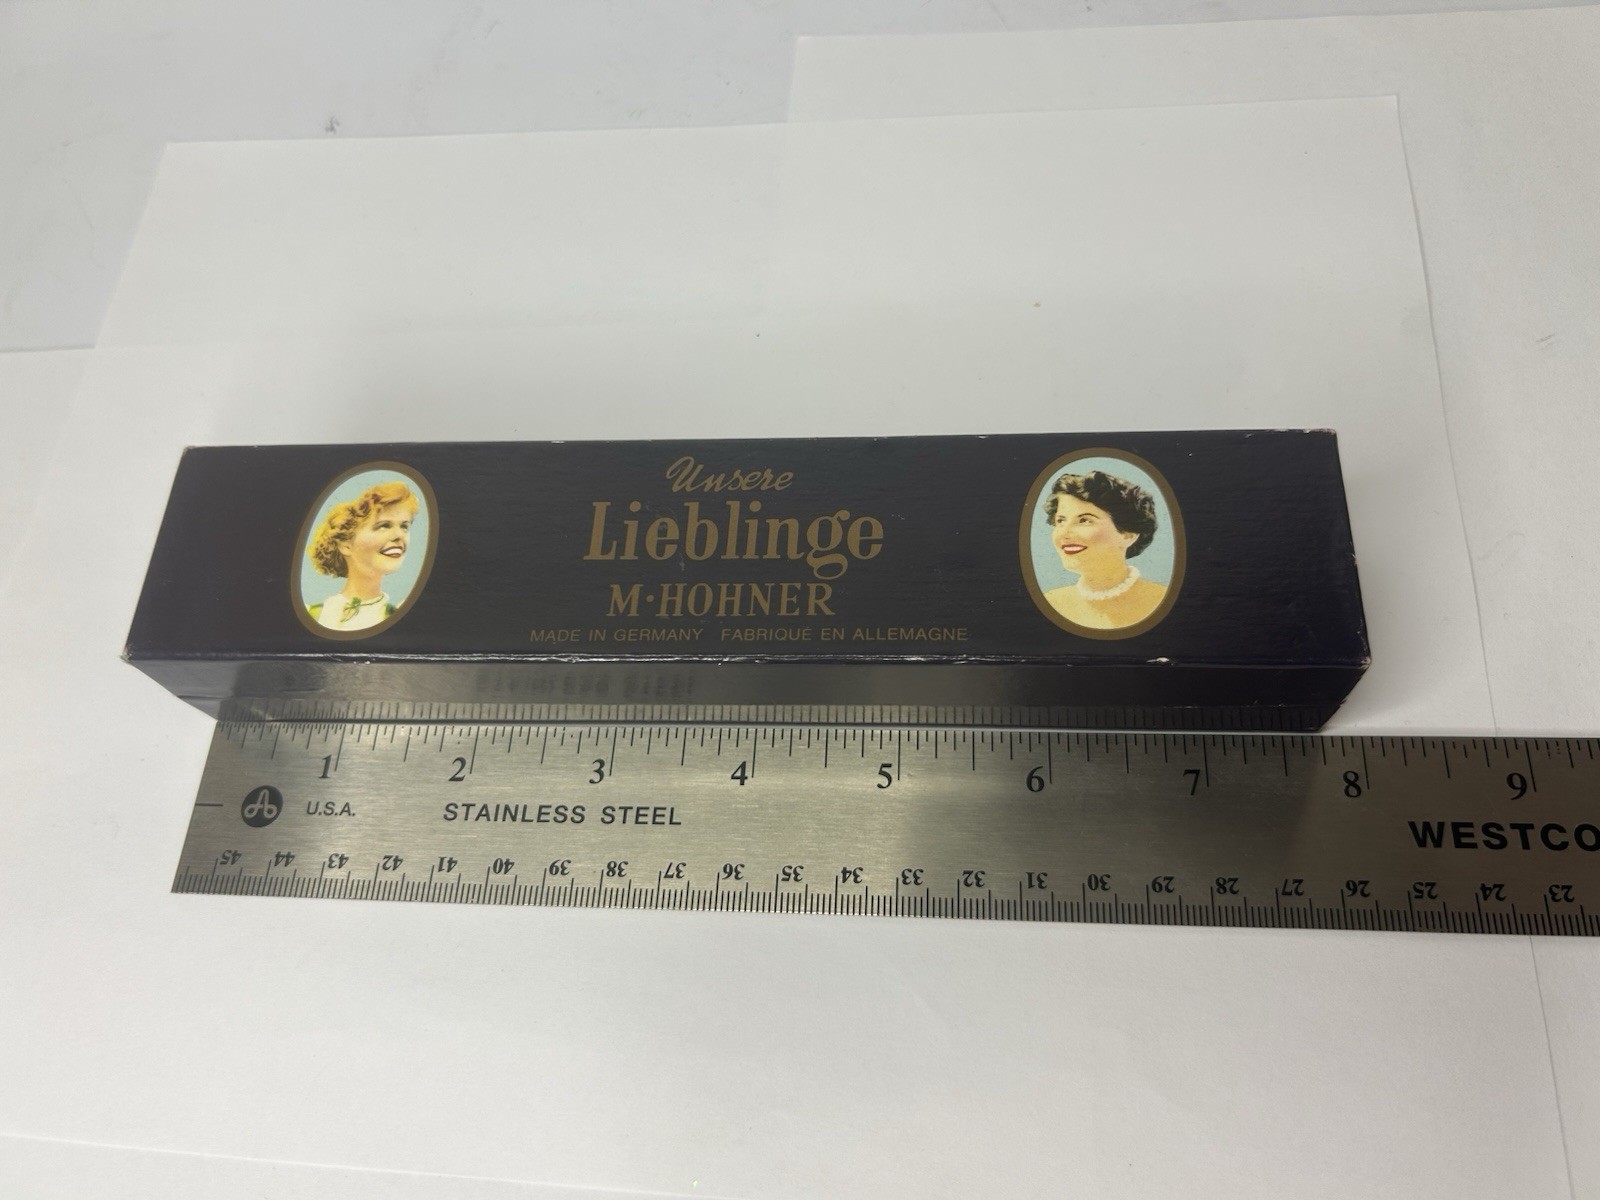 Unsere
Lieblinge
M·HOHNER
MADE IN GERMANY FABRIQUE EN ALLEMAGNE
1 2 3 4 5 6 7 8 9
U.S.A. STAINLESS STEEL WESTCO
45 44 43 42 41 40 39 38 37 36 35 34 33 32 31 30 29 28 27 26 25 24 23